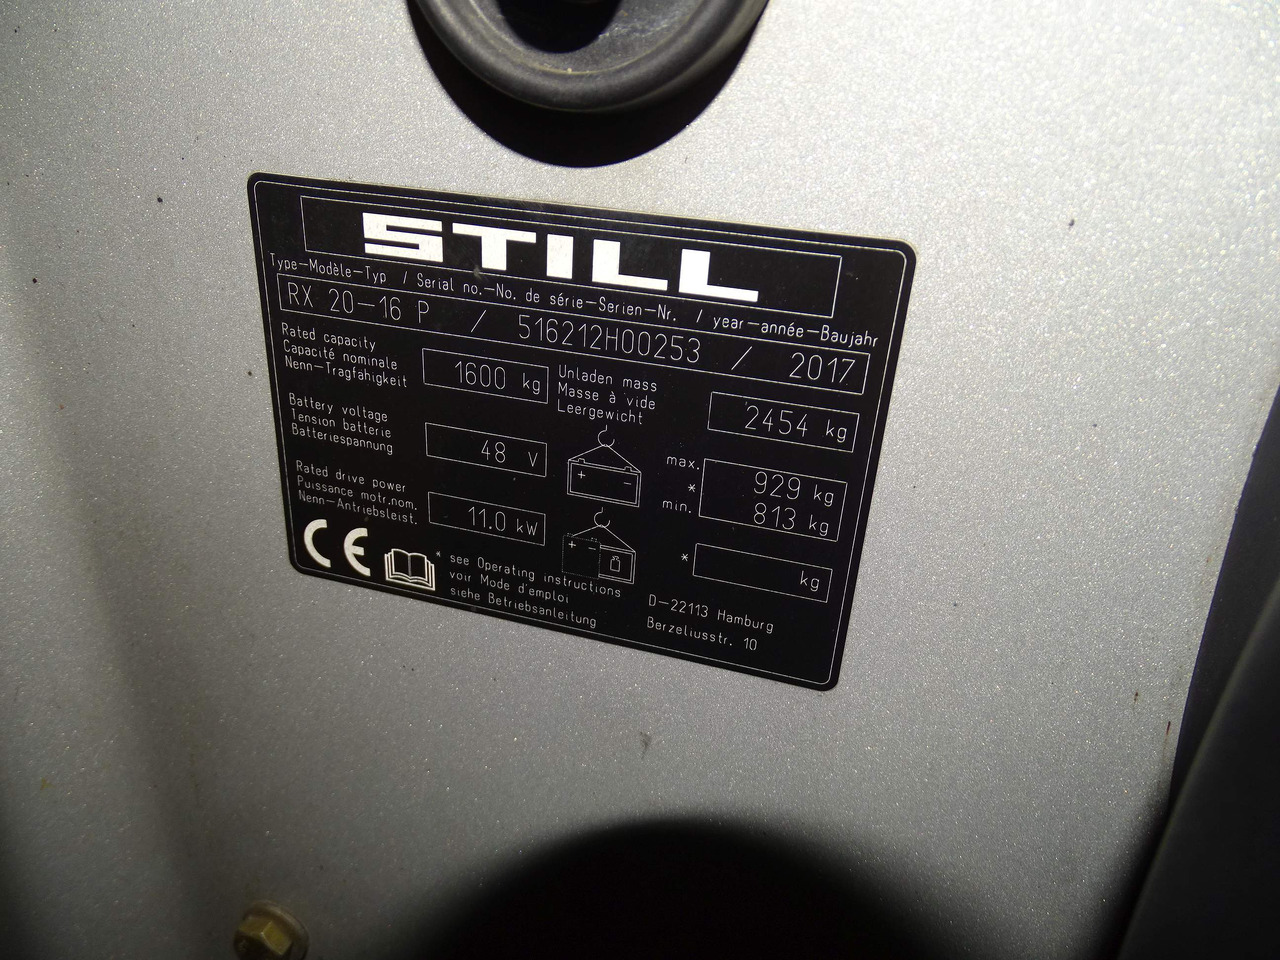 STILL
Type-Modèle-Typ / Serial no.-No. de série-Serien-Nr. / year-année-Baujahr
RX 20-16 P / 516212H00253 / 2017
Rated capacity
Capacité nominale
Nenn-Tragfähigkeit
1600 kg
Unladen mass
Masse à vide
Leergewicht
2454 kg
Battery voltage
Tension batterie
Batteriespannung
48 V
+ -
max.
*
min.
929 kg
813 kg
Rated drive power
Puissance motr.nom.
Nenn-Antriebsleist.
11.0 kW
+ -
* kg
CE
* see Operating instructions
voir Mode d'emploi
siehe Betriebsanleitung
D-22113 Hamburg
Berzeliusstr. 10